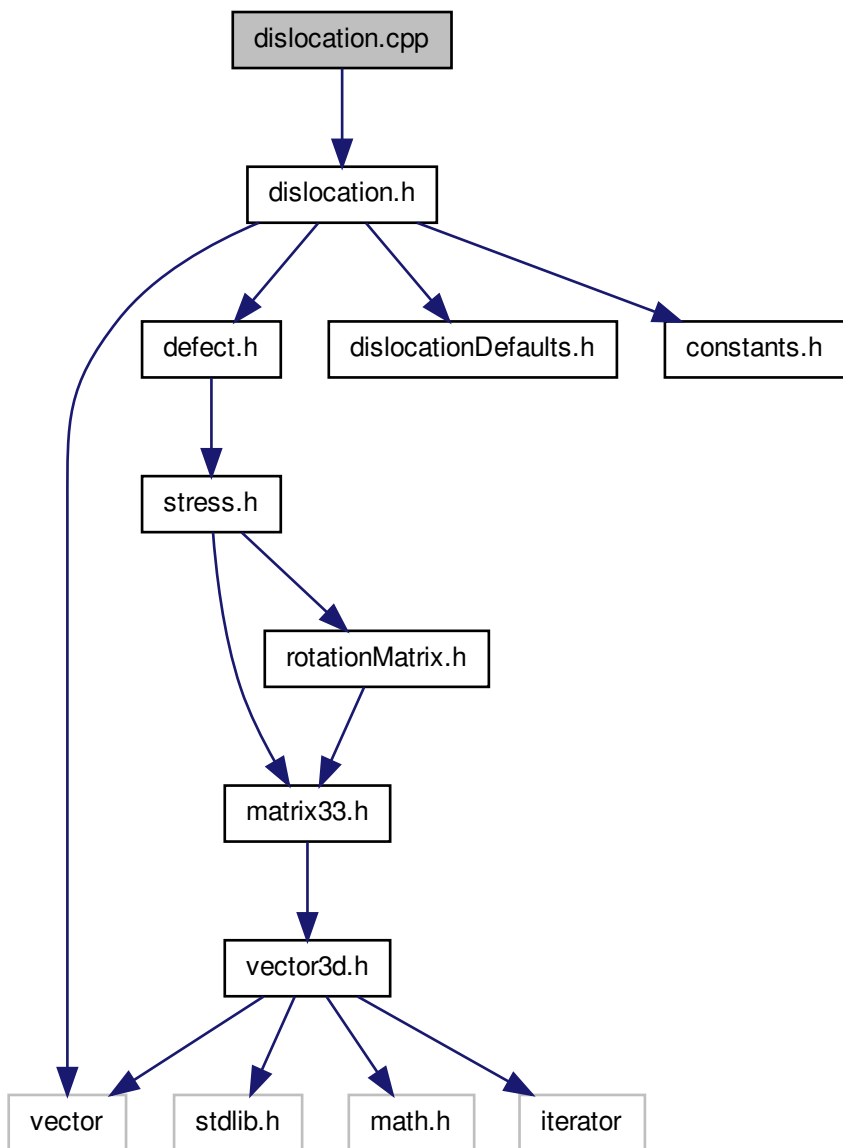 dislocation.cpp
dislocation.h
defect.h
dislocationDefaults.h
constants.h
stress.h
rotationMatrix.h
matrix33.h
vector3d.h
vector
stdlib.h
math.h
iterator